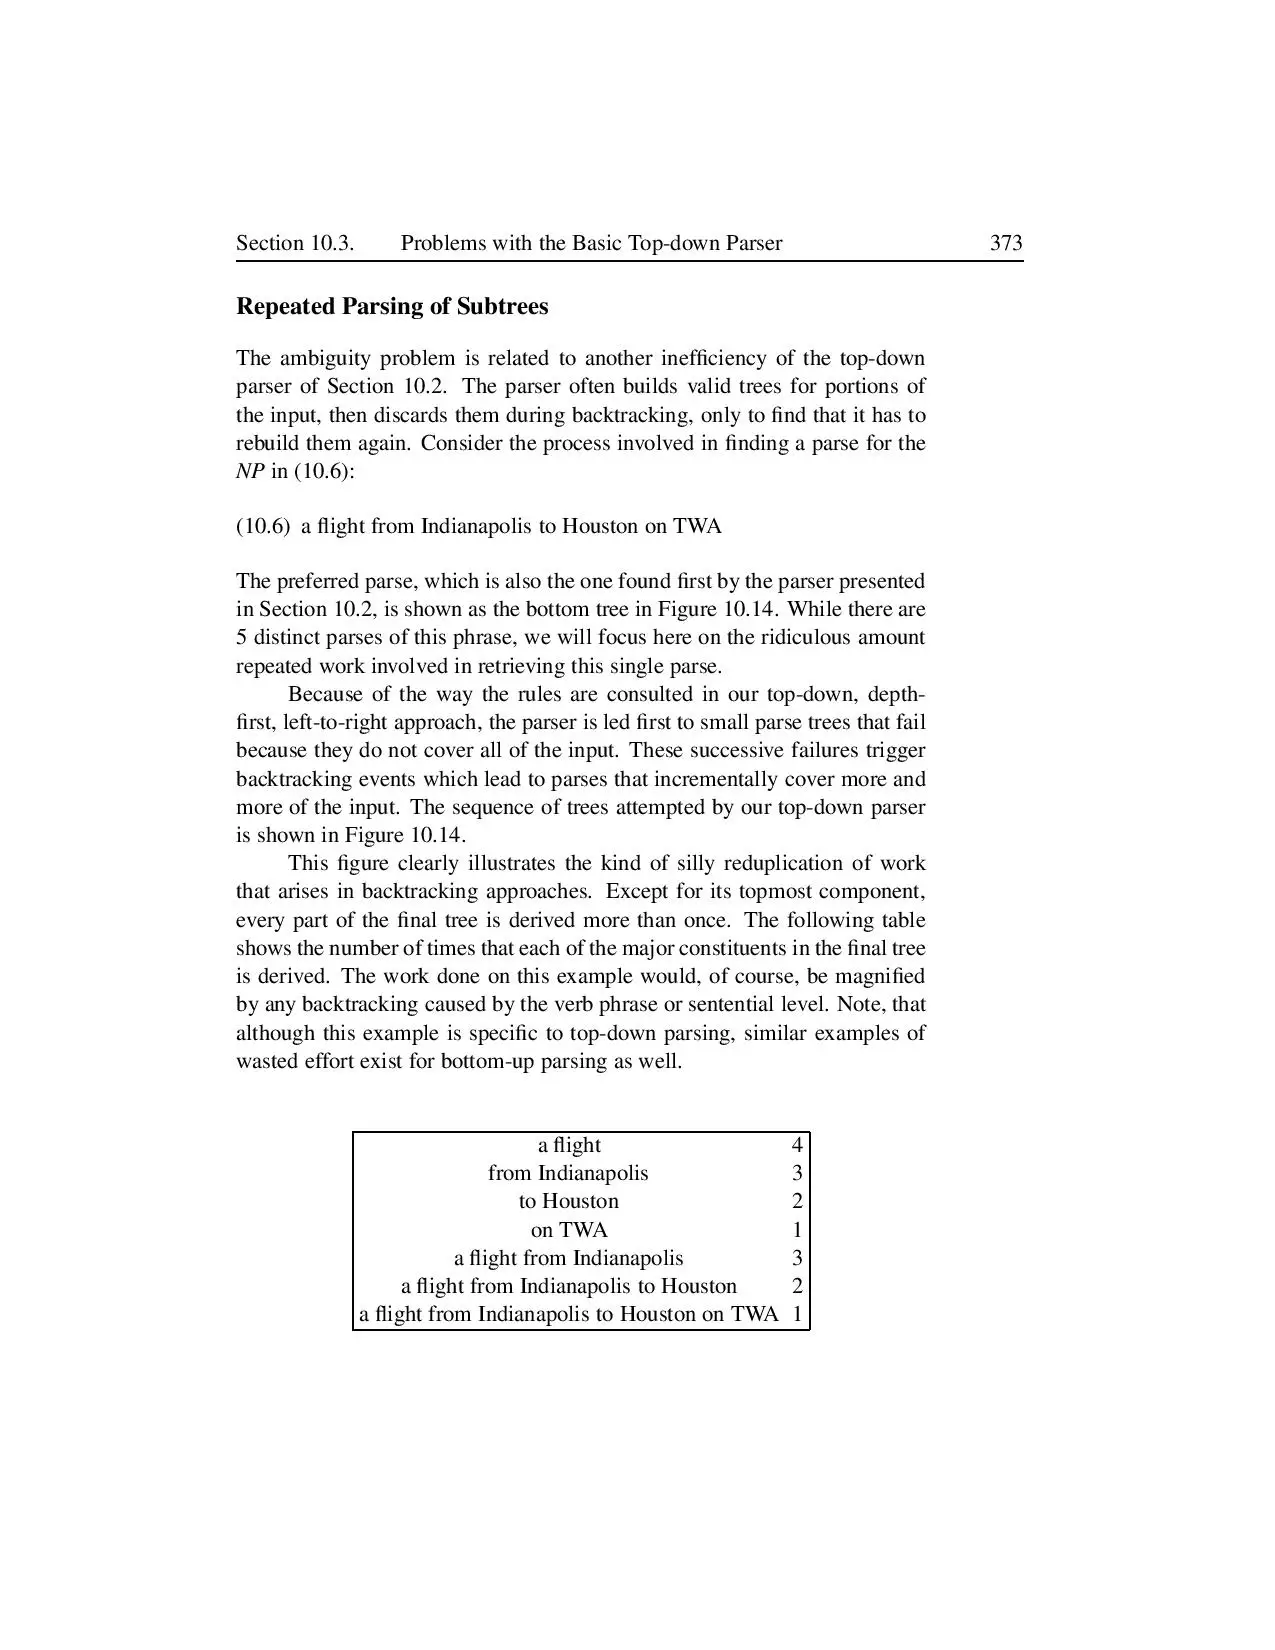 Section 10.3. Problems with the Basic Top-down Parser 373
Repeated Parsing of Subtrees
The ambiguity problem is related to another inefficiency of the top-down
parser of Section 10.2. The parser often builds valid trees for portions of
the input, then discards them during backtracking, only to find that it has to
rebuild them again. Consider the process involved in finding a parse for the
NP in (10.6):
(10.6) a flight from Indianapolis to Houston on TWA
The preferred parse, which is also the one found first by the parser presented
in Section 10.2, is shown as the bottom tree in Figure 10.14. While there are
5 distinct parses of this phrase, we will focus here on the ridiculous amount
repeated work involved in retrieving this single parse.
Because of the way the rules are consulted in our top-down, depth-
first, left-to-right approach, the parser is led first to small parse trees that fail
because they do not cover all of the input. These successive failures trigger
backtracking events which lead to parses that incrementally cover more and
more of the input. The sequence of trees attempted by our top-down parser
is shown in Figure 10.14.
This figure clearly illustrates the kind of silly reduplication of work
that arises in backtracking approaches. Except for its topmost component,
every part of the final tree is derived more than once. The following table
shows the number of times that each of the major constituents in the final tree
is derived. The work done on this example would, of course, be magnified
by any backtracking caused by the verb phrase or sentential level. Note, that
although this example is specific to top-down parsing, similar examples of
wasted effort exist for bottom-up parsing as well.
a flight 4
from Indianapolis 3
to Houston 2
on TWA 1
a flight from Indianapolis 3
a flight from Indianapolis to Houston 2
a flight from Indianapolis to Houston on TWA 1